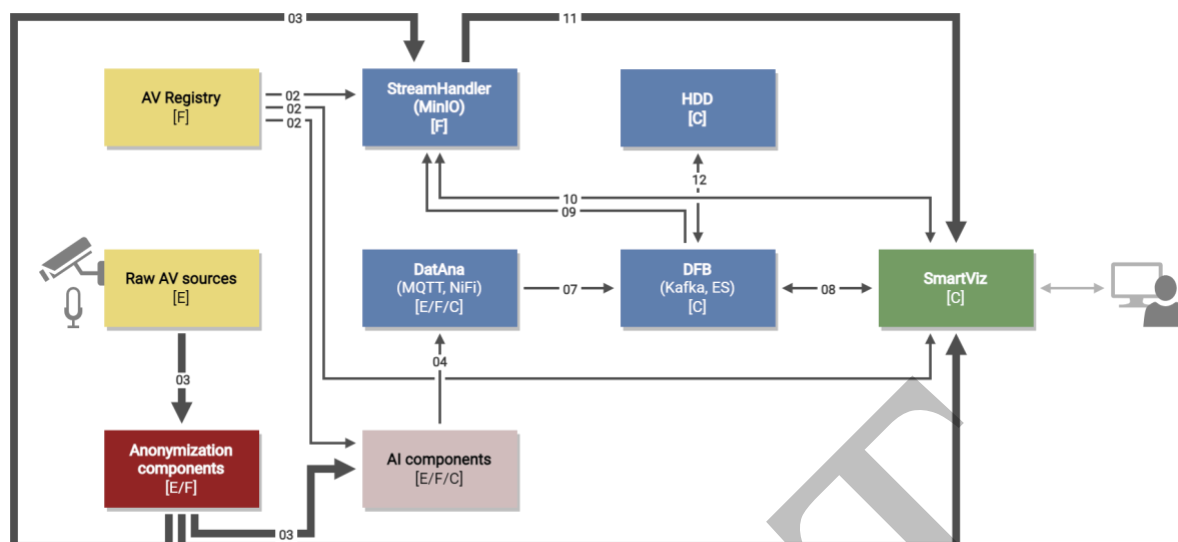 03
11
AV Registry
[F]
02
02
02
StreamHandler
(MinIO)
[F]
HDD
[C]
12
10
09
Raw AV sources
[E]
DatAna
(MQTT, NiFi)
[E/F/C]
07
DFB
(Kafka, ES)
[C]
08
SmartViz
[C]
03
04
Anonymization
components
[E/F]
AI components
[E/F/C]
03
T